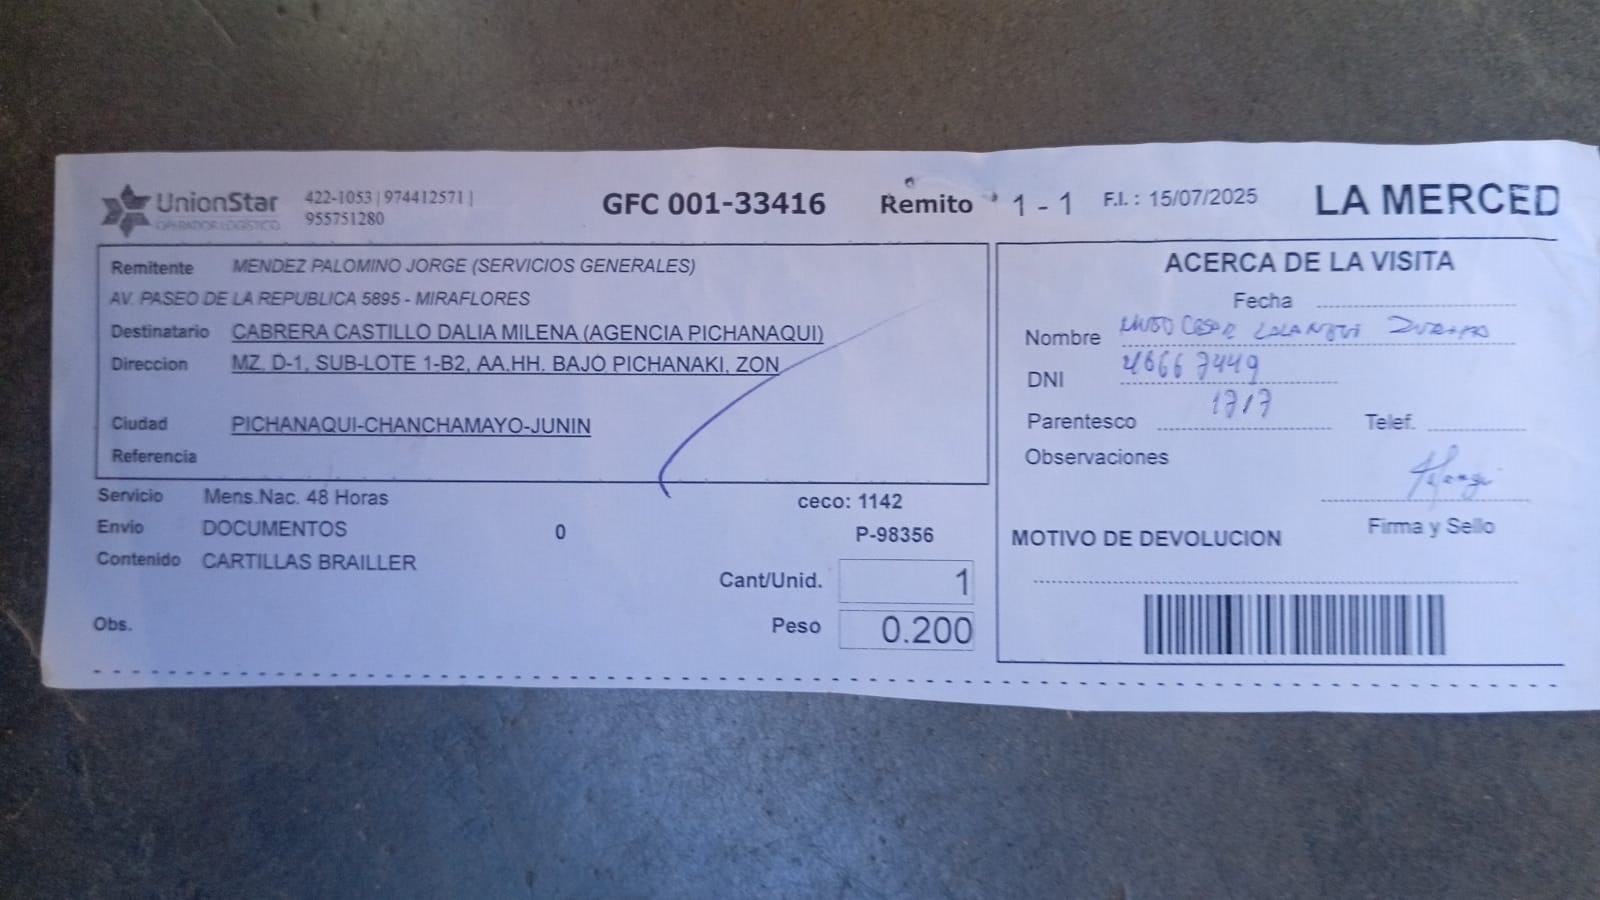 UnionStar
OPERADOR LOGISTICO
422-1053 | 974412571 |
955751280
GFC 001-33416
Remito 1 - 1
F.I. : 15/07/2025
LA MERCED
Remitente MENDEZ PALOMINO JORGE (SERVICIOS GENERALES)
AV. PASEO DE LA REPUBLICA 5895 - MIRAFLORES
Destinatario CABRERA CASTILLO DALIA MILENA (AGENCIA PICHANAQUI)
Direccion MZ. D-1, SUB-LOTE 1-B2, AA.HH. BAJO PICHANAKI, ZON
Ciudad PICHANAQUI-CHANCHAMAYO-JUNIN
Referencia
Servicio Mens.Nac. 48 Horas
ceco: 1142
Envio DOCUMENTOS 0 P-98356
Contenido CARTILLAS BRAILLER
Cant/Unid. 1
Obs.
Peso 0.200
ACERCA DE LA VISITA
Fecha
Nombre
DNI 46667449
Parentesco 17/7 Telef.
Observaciones
Firma y Sello
MOTIVO DE DEVOLUCION